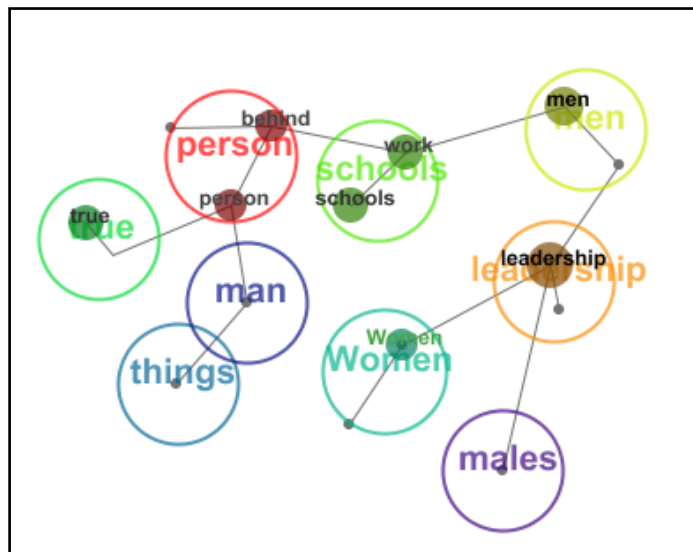 men
men
behind
person
work
schools
schools
person
true
true
leadership
leadership
man
Women
Women
things
males